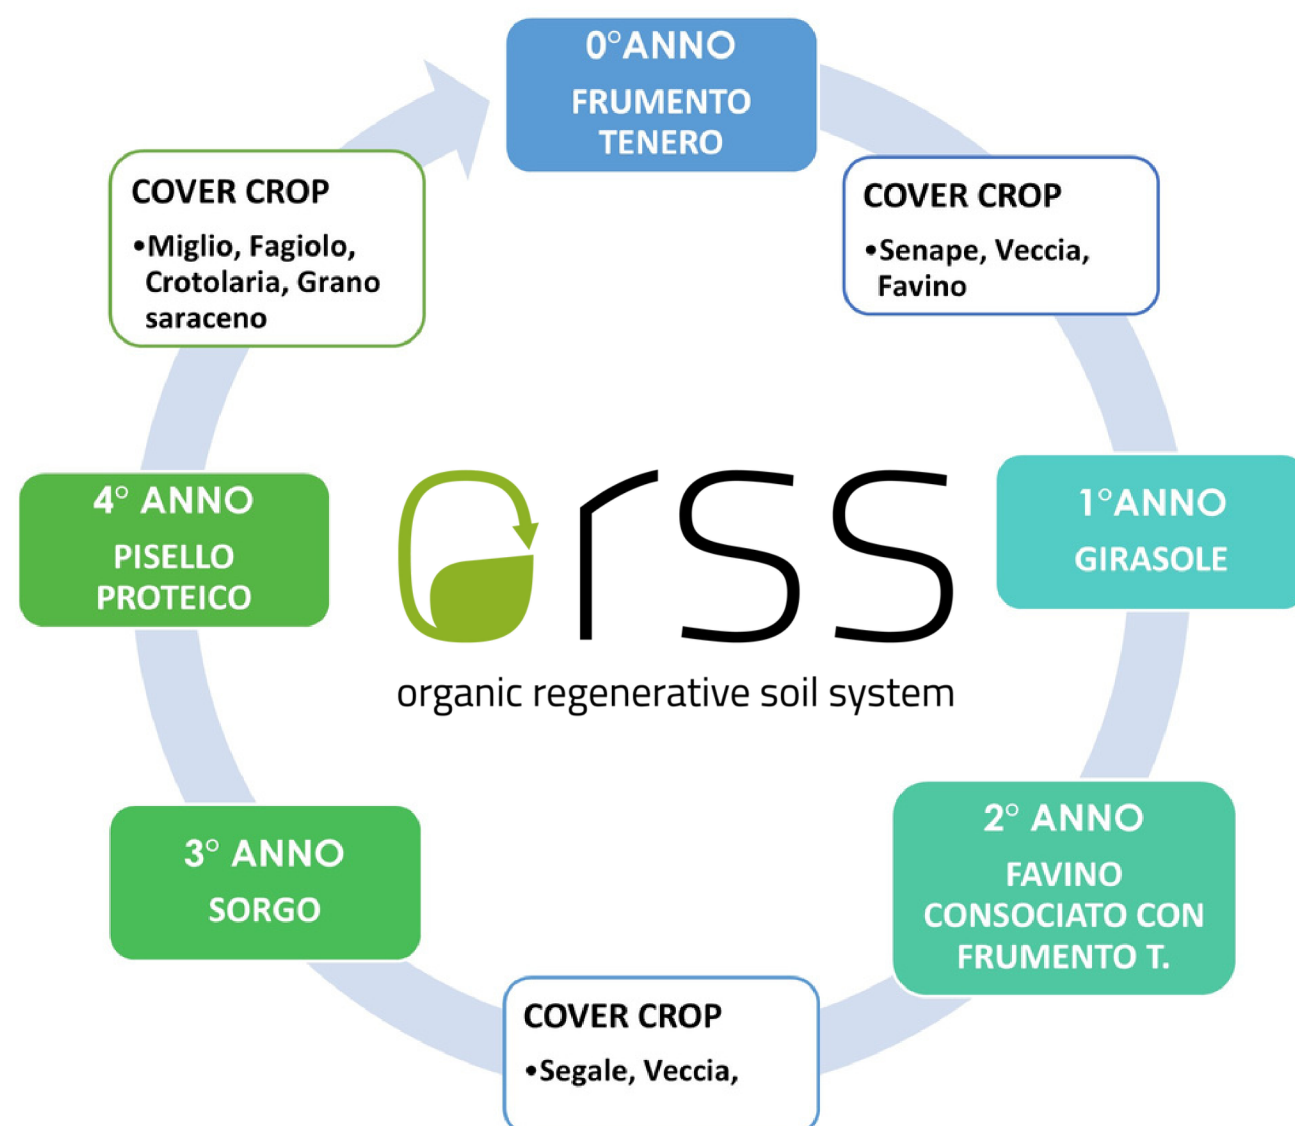 0°ANNO
FRUMENTO
TENERO
COVER CROP
•Senape, Veccia,
Favino
1°ANNO
GIRASOLE
2° ANNO
FAVINO
CONSOCIATO CON
FRUMENTO T.
COVER CROP
•Segale, Veccia,
3° ANNO
SORGO
4° ANNO
PISELLO
PROTEICO
COVER CROP
•Miglio, Fagiolo,
Crotolaria, Grano
saraceno
orss
organic regenerative soil system